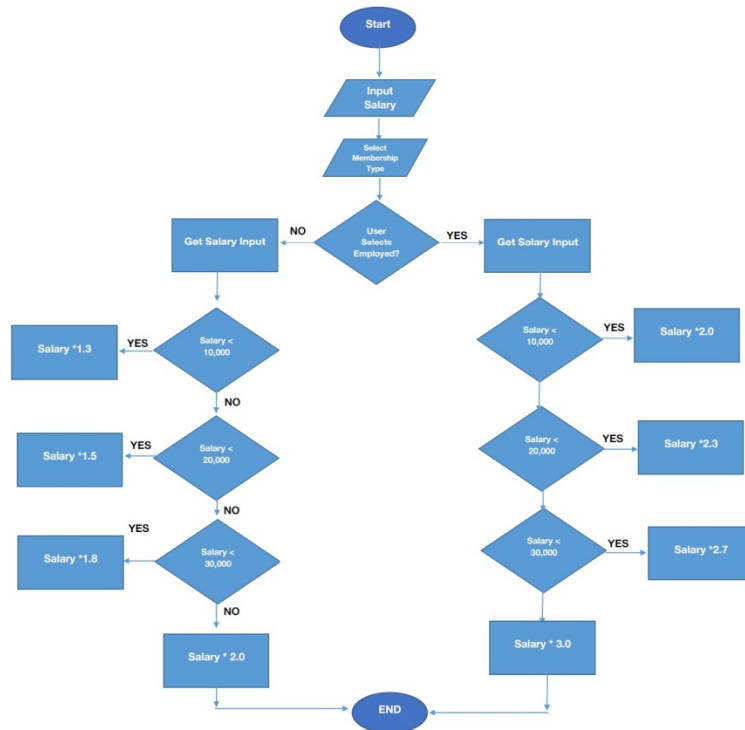 Start
Input
Salary
Select
Membership
Type
User
Selects
Employed?
NO
YES
Get Salary Input
Get Salary Input
Salary <
10,000
YES
Salary *1.3
NO
Salary <
10,000
YES
Salary *2.0
Salary <
20,000
YES
Salary *1.5
NO
Salary <
20,000
YES
Salary *2.3
Salary <
30,000
YES
Salary *1.8
NO
Salary <
30,000
YES
Salary *2.7
Salary * 2.0
Salary * 3.0
END